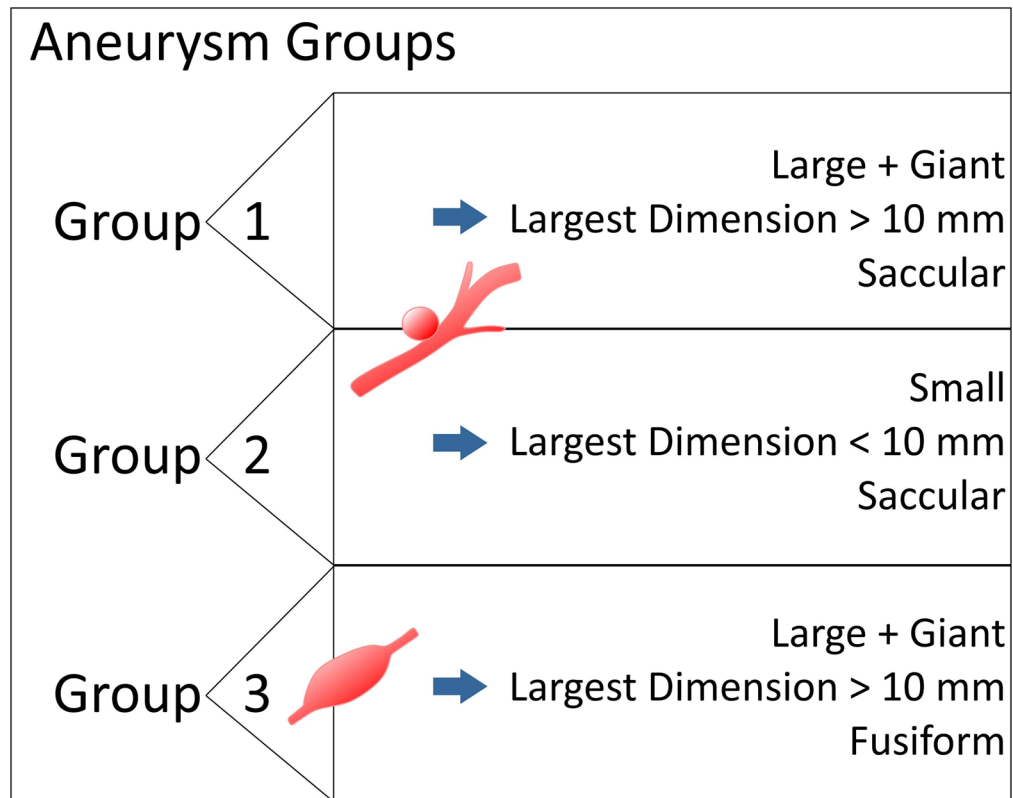 Aneurysm Groups
Group 1
Large + Giant
Largest Dimension > 10 mm
Saccular
Group 2
Small
Largest Dimension < 10 mm
Saccular
Group 3
Large + Giant
Largest Dimension > 10 mm
Fusiform